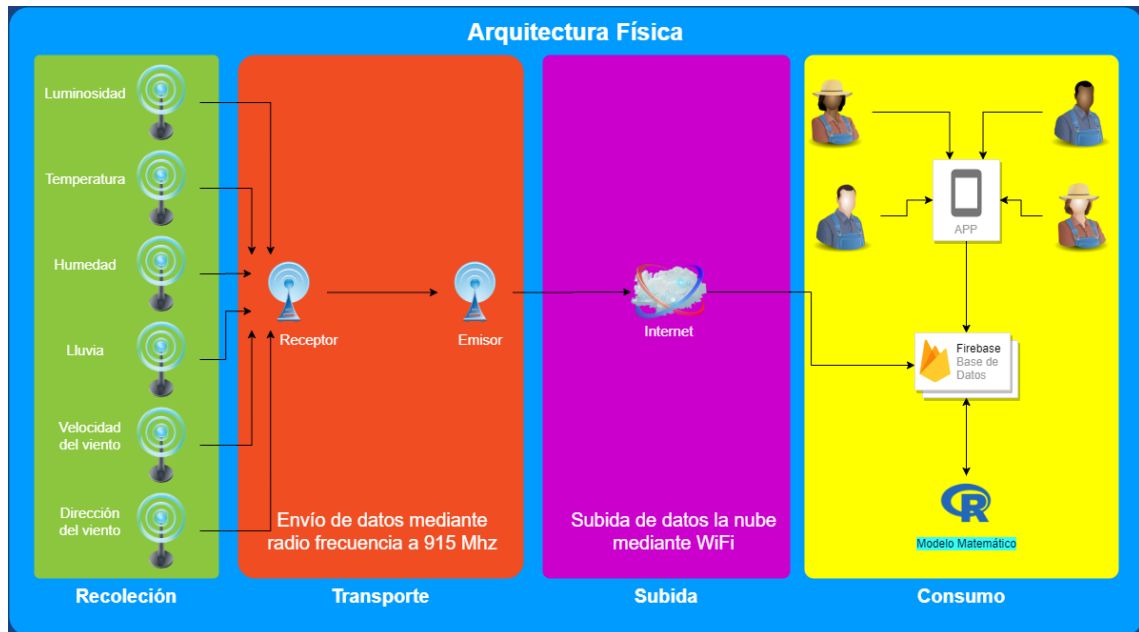 Arquitectura Física
Luminosidad
Temperatura
Humedad
Lluvia
Velocidad
del viento
Dirección
del viento
Receptor
Emisor
Envío de datos mediante
radio frecuencia a 915 Mhz
Internet
Subida de datos la nube
mediante WiFi
APP
Firebase
Base de
Datos
R
Modelo Matemático
Recoleción
Transporte
Subida
Consumo